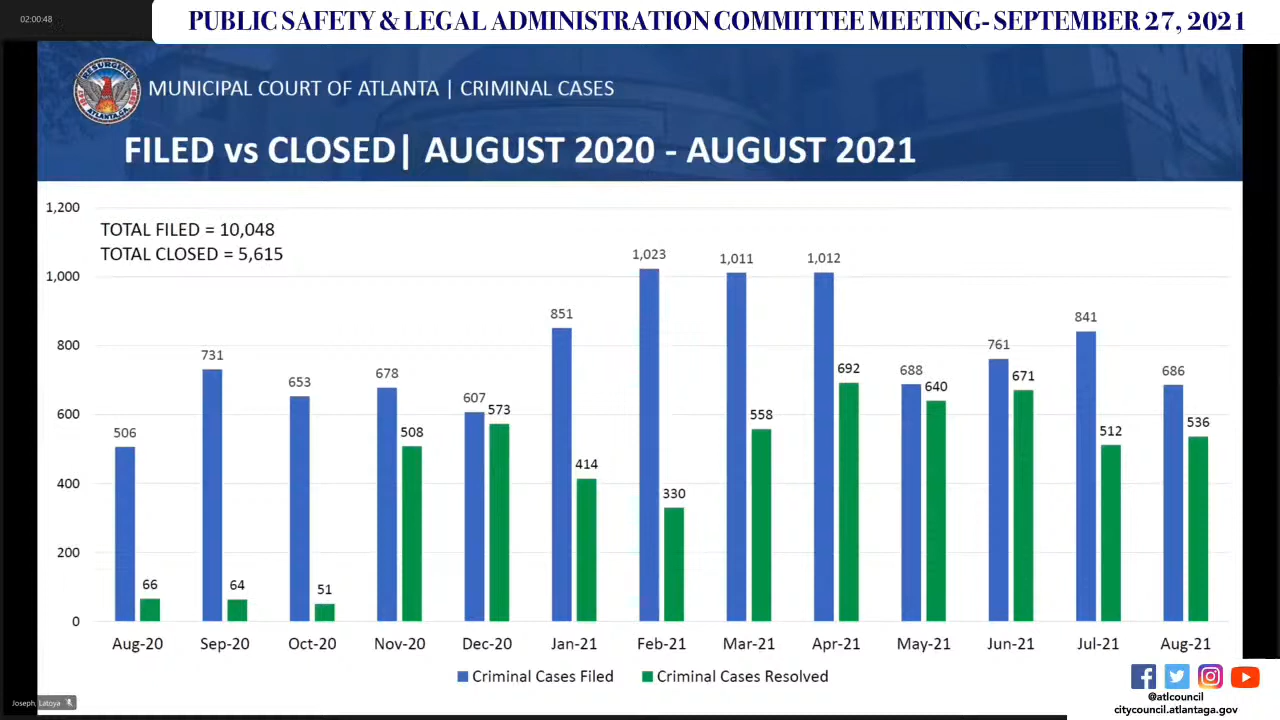 02:00:48
PUBLIC SAFETY & LEGAL ADMINISTRATION COMMITTEE MEETING- SEPTEMBER 27, 2021
MUNICIPAL COURT OF ATLANTA | CRIMINAL CASES
FILED vs CLOSED| AUGUST 2020 - AUGUST 2021
TOTAL FILED = 10,048
TOTAL CLOSED = 5,615
1,200
1,000
800
600
400
200
0
506 66
731 64
653 51
678 508
607 573
851 414
1,023 330
1,011 558
1,012 692
688 640
761 671
841 512
686 536
Aug-20 Sep-20 Oct-20 Nov-20 Dec-20 Jan-21 Feb-21 Mar-21 Apr-21 May-21 Jun-21 Jul-21 Aug-21
Criminal Cases Filed Criminal Cases Resolved
Joseph, Latoya
@atlcouncil
citycouncil.atlantaga.gov